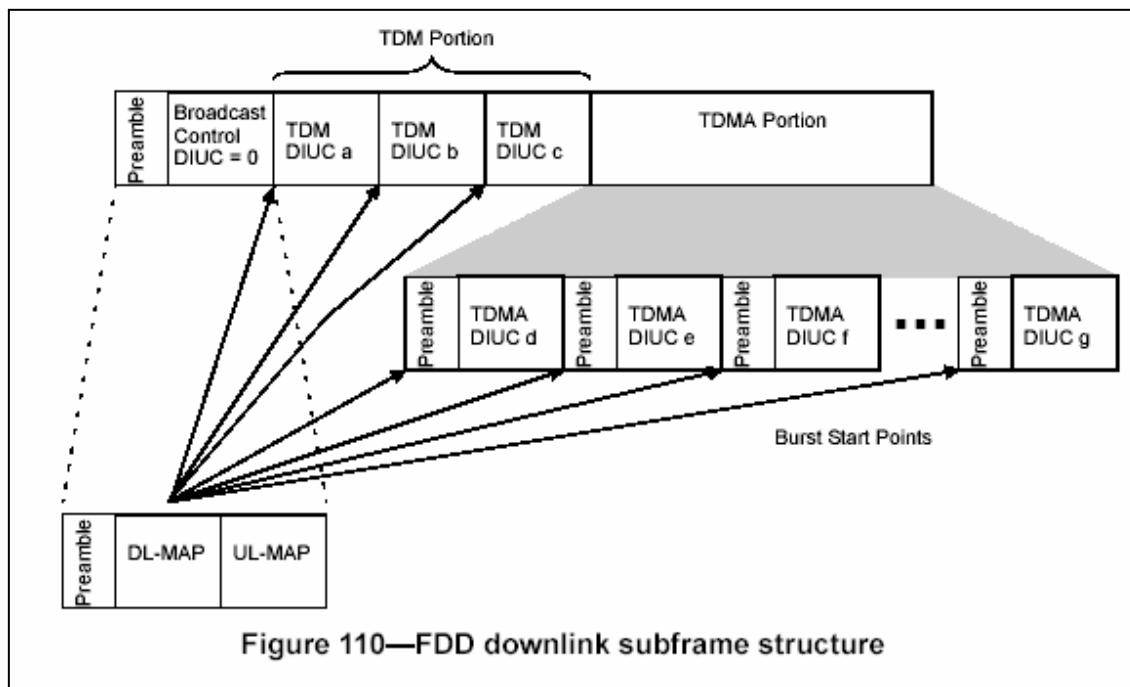 TDM Portion
Preamble
Broadcast
Control
DIUC = 0
TDM
DIUC a
TDM
DIUC b
TDM
DIUC c
TDMA Portion
Preamble
TDMA
DIUC d
Preamble
TDMA
DIUC e
Preamble
TDMA
DIUC f
Preamble
TDMA
DIUC g
Burst Start Points
Preamble
DL-MAP
UL-MAP
Figure 110—FDD downlink subframe structure